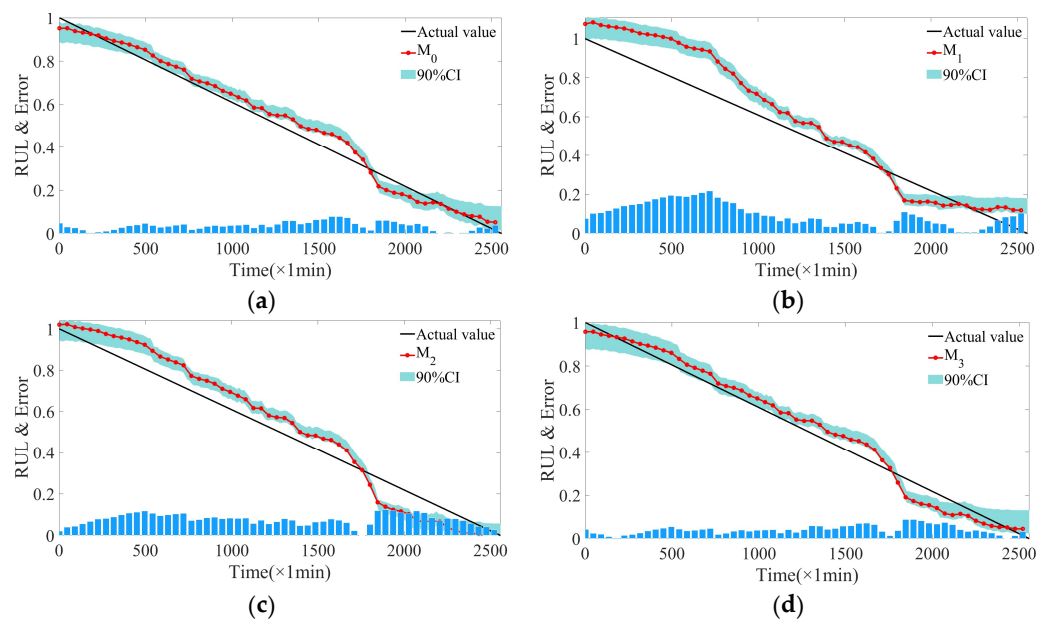 1
0.8
0.6
0.4
0.2
0
RUL & Error
0 500 1000 1500 2000 2500
Time(×1min)
Actual value
M0
90%CI
(a)
1
0.8
0.6
0.4
0.2
0
RUL & Error
0 500 1000 1500 2000 2500
Time(×1min)
Actual value
M1
90%CI
(b)
1
0.8
0.6
0.4
0.2
0
RUL & Error
0 500 1000 1500 2000 2500
Time(×1min)
Actual value
M2
90%CI
(c)
1
0.8
0.6
0.4
0.2
0
RUL & Error
0 500 1000 1500 2000 2500
Time(×1min)
Actual value
M3
90%CI
(d)